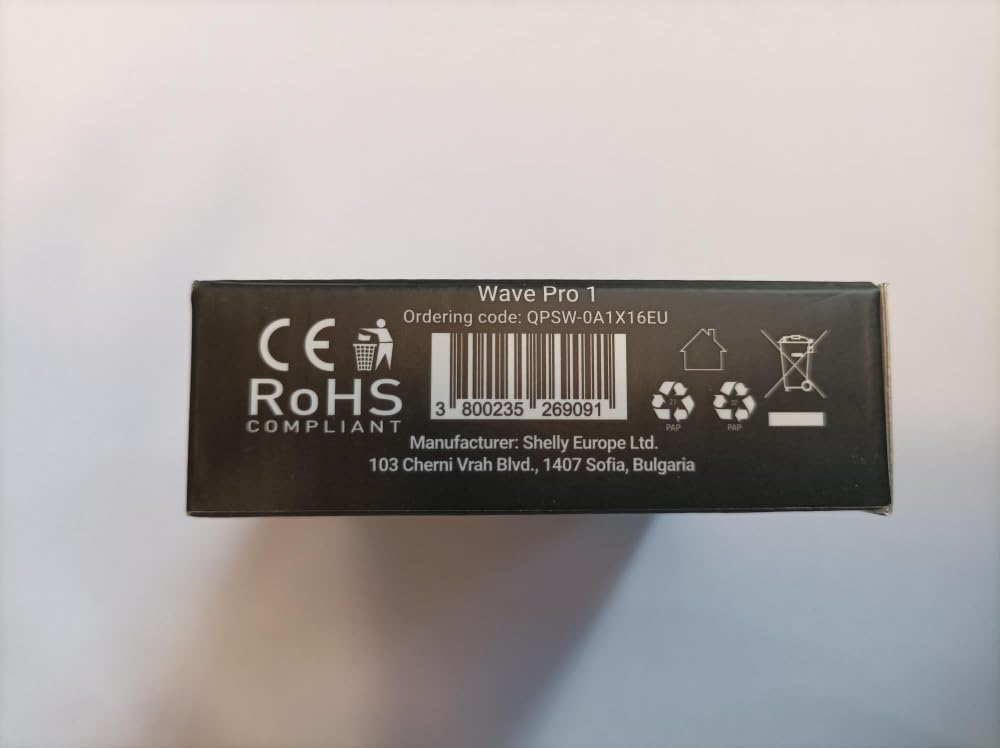 Wave Pro 1
Ordering code: QPSW-0A1X16EU
CE
RoHS
COMPLIANT
3 800235 269091
PAP
PAP
Manufacturer: Shelly Europe Ltd.
103 Cherni Vrah Blvd., 1407 Sofia, Bulgaria